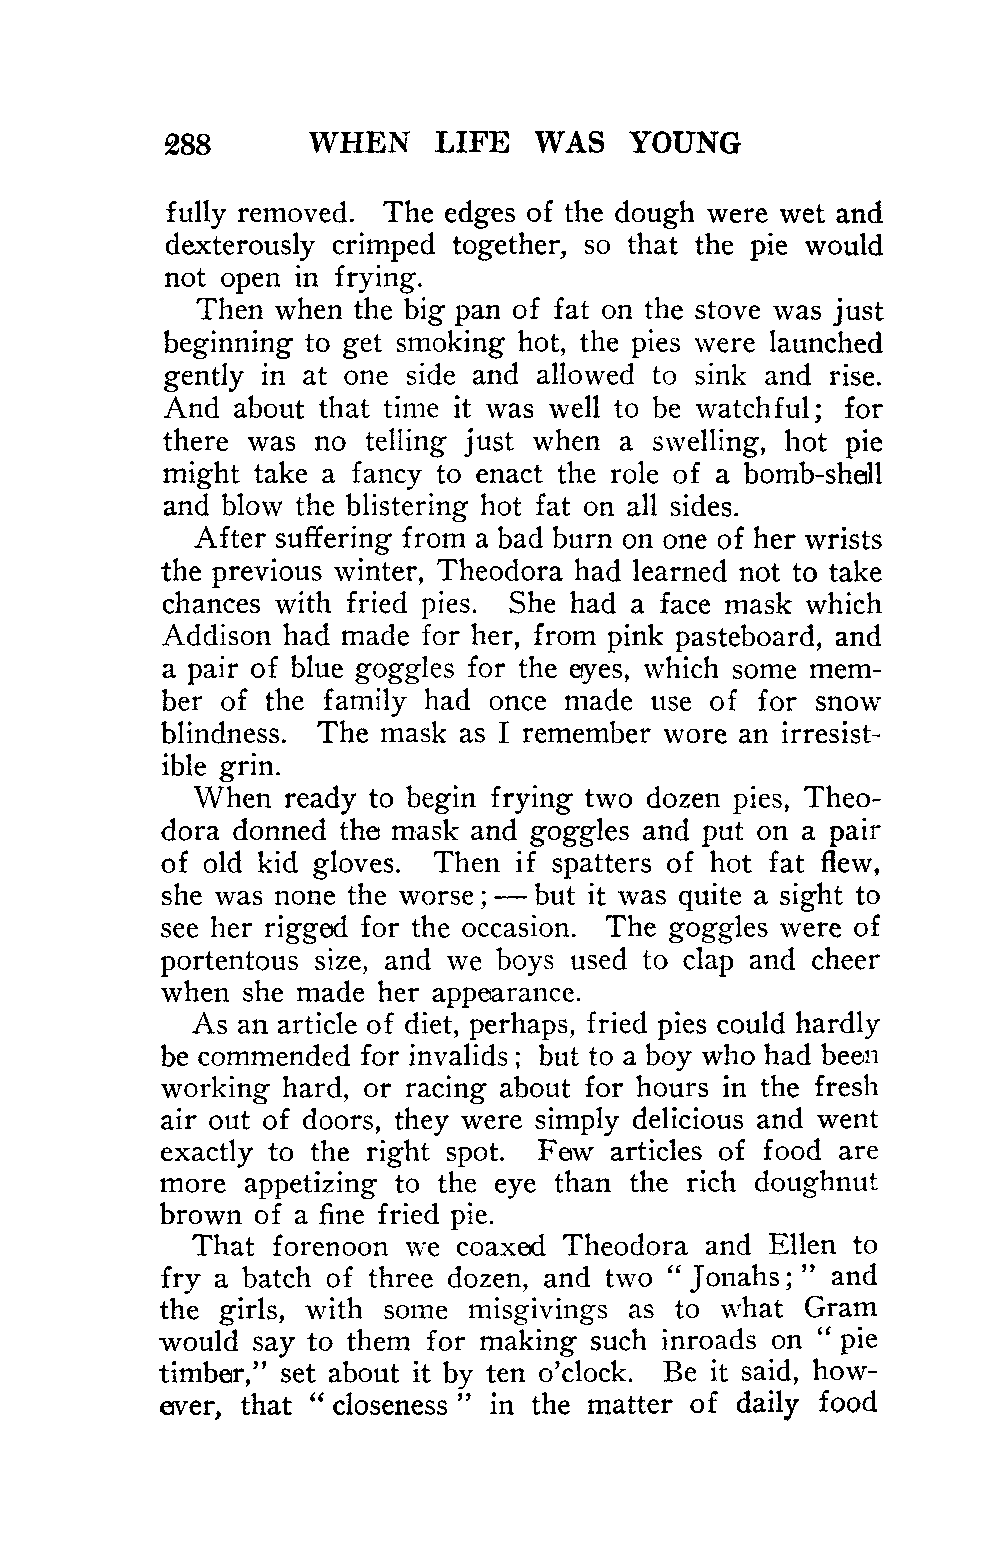 288 WHEN LIFE WAS YOUNG
fully removed. The edges of the dough were wet and
dexterously crimped together, so that the pie would
not open in frying.
Then when the big pan of fat on the stove was just
beginning to get smoking hot, the pies were launched
gently in at one side and allowed to sink and rise.
And about that time it was well to be watchful; for
there was no telling just when a swelling, hot pie
might take a fancy to enact the role of a bomb-shell
and blow the blistering hot fat on all sides.
After suffering from a bad burn on one of her wrists
the previous winter, Theodora had learned not to take
chances with fried pies. She had a face mask which
Addison had made for her, from pink pasteboard, and
a pair of blue goggles for the eyes, which some mem-
ber of the family had once made use of for snow
blindness. The mask as I remember wore an irresist-
ible grin.
When ready to begin frying two dozen pies, Theo-
dora donned the mask and goggles and put on a pair
of old kid gloves. Then if spatters of hot fat flew,
she was none the worse; — but it was quite a sight to
see her rigged for the occasion. The goggles were of
portentous size, and we boys used to clap and cheer
when she made her appearance.
As an article of diet, perhaps, fried pies could hardly
be commended for invalids; but to a boy who had been
working hard, or racing about for hours in the fresh
air out of doors, they were simply delicious and went
exactly to the right spot. Few articles of food are
more appetizing to the eye than the rich doughnut
brown of a fine fried pie.
That forenoon we coaxed Theodora and Ellen to
fry a batch of three dozen, and two "Jonahs;" and
the girls, with some misgivings as to what Gram
would say to them for making such inroads on "pie
timber," set about it by ten o'clock. Be it said, how-
ever, that "closeness" in the matter of daily food